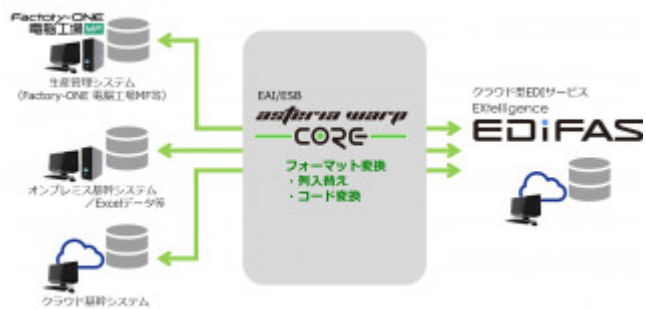 Factory-ONE
電脳工場MF
生産管理システム
(Factory-ONE 電脳工場MF等)
オンプレミス基幹システム
/Excelデータ等
クラウド基幹システム
EAI/ESB
asteria warp
CORE
フォーマット変換
・列入替え
・コード変換
クラウド型EDIサービス
EXtelligence
EDIFAS